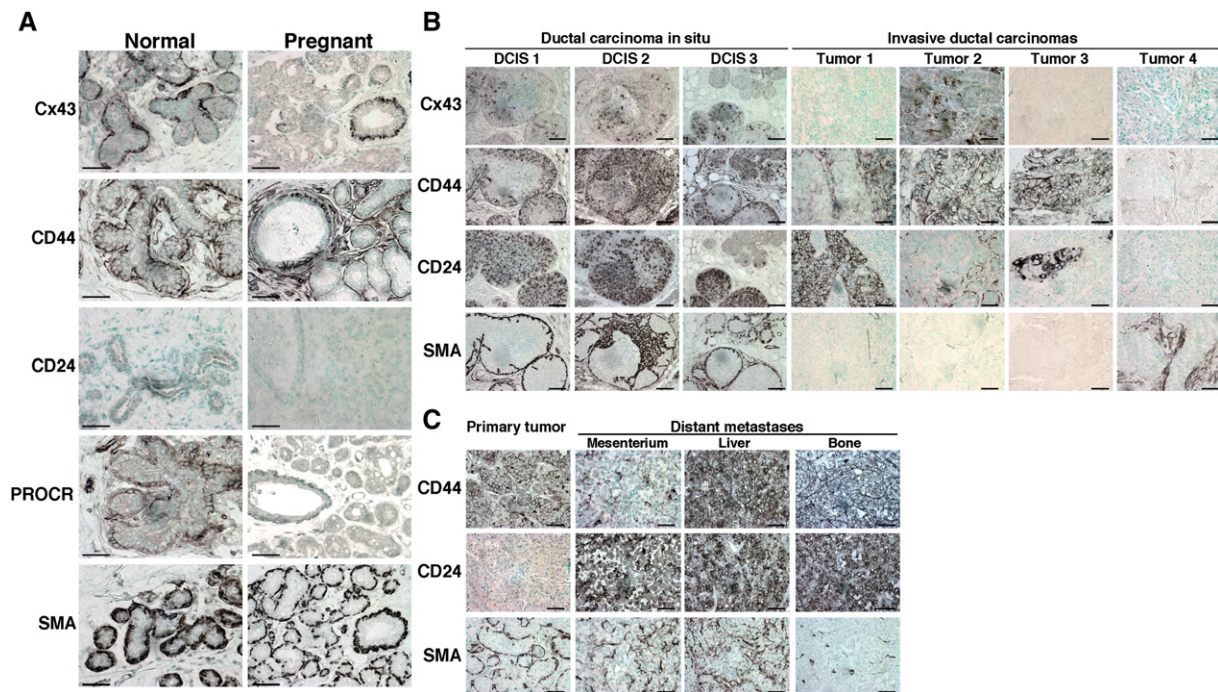 A
Normal Pregnant
Cx43
CD44
CD24
PROCR
SMA
B
Ductal carcinoma in situ Invasive ductal carcinomas
DCIS 1 DCIS 2 DCIS 3 Tumor 1 Tumor 2 Tumor 3 Tumor 4
Cx43
CD44
CD24
SMA
C
Primary tumor Distant metastases
Mesenterium Liver Bone
CD44
CD24
SMA